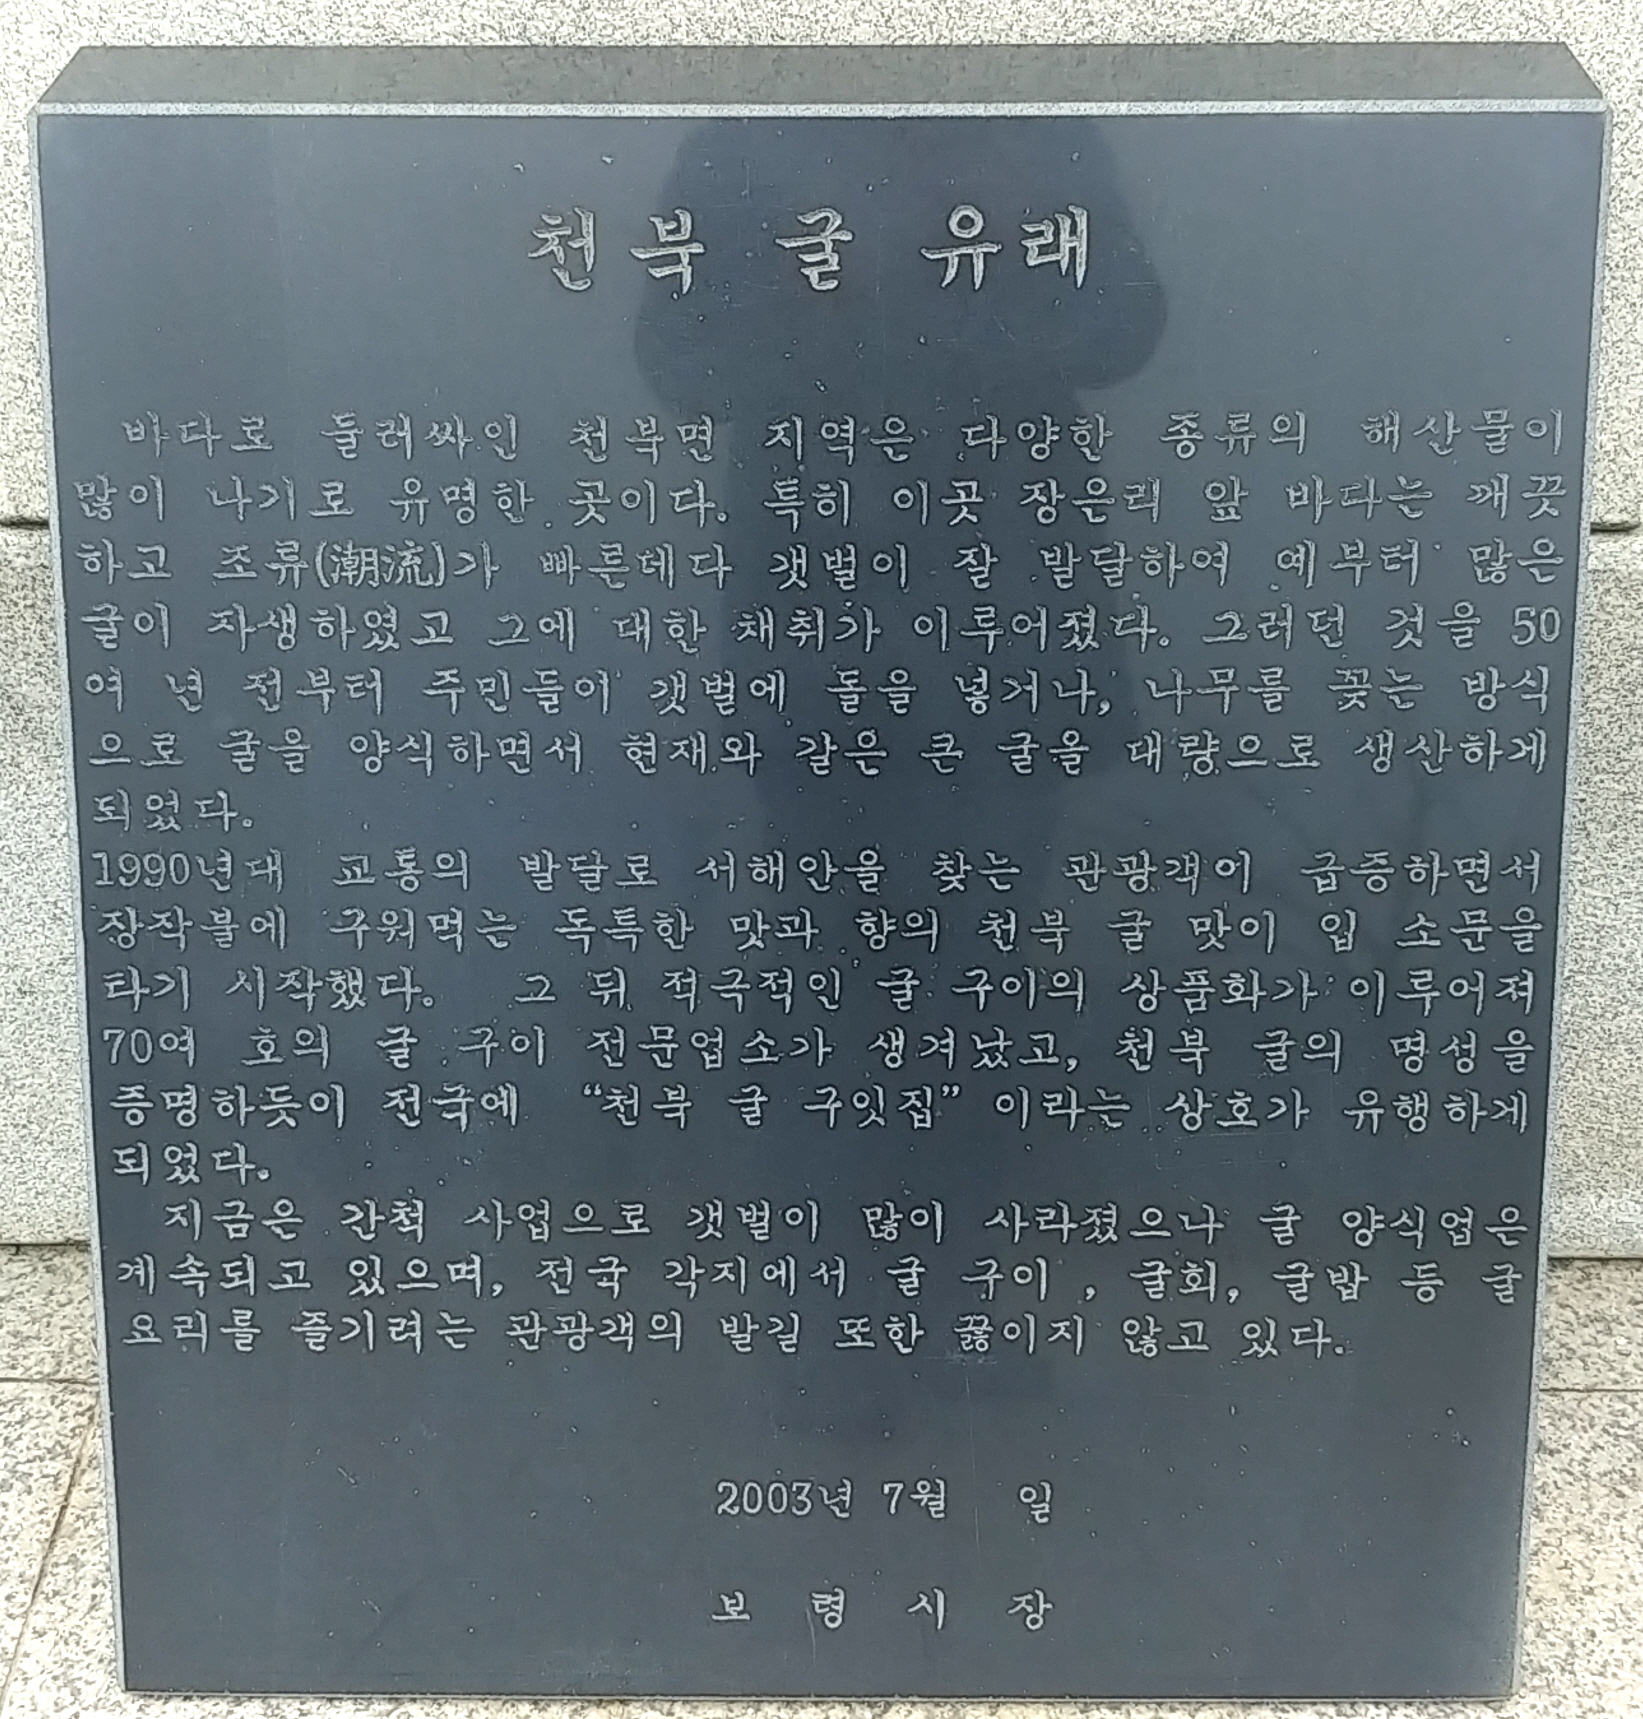 천북 굴 유래
바다로 둘러싸인 천북면 지역은 다양한 종류의 해산물이
많이 나기로 유명한 곳이다. 특히 이곳 장은리 앞 바다는 깨끗
하고 조류(潮流)가 빠른데다 갯벌이 잘 발달하여 예부터 많은
굴이 자생하였고 그에 대한 채취가 이루어졌다. 그러던 것을 50
여 년 전부터 주민들이 갯벌에 돌을 넣거나, 나무를 꽂는 방식
으로 굴을 양식하면서 현재와 같은 큰 굴을 대량으로 생산하게
되었다.
1990년대 교통의 발달로 서해안을 찾는 관광객이 급증하면서
장작불에 구워먹는 독특한 맛과 향의 천북 굴 맛이 입 소문을
타기 시작했다. 그 뒤 적극적인 굴 구이의 상품화가 이루어져
70여 호의 굴 구이 전문업소가 생겨났고, 천북 굴의 명성을
증명하듯이 전국에 “천북 굴 구잇집” 이라는 상호가 유행하게
되었다.
지금은 간척 사업으로 갯벌이 많이 사라졌으나 굴 양식업은
계속되고 있으며, 전국 각지에서 굴 구이 , 굴회, 굴밥 등 굴
요리를 즐기려는 관광객의 발길 또한 끓이지 않고 있다.
2003년 7월 일
보 령 시 장